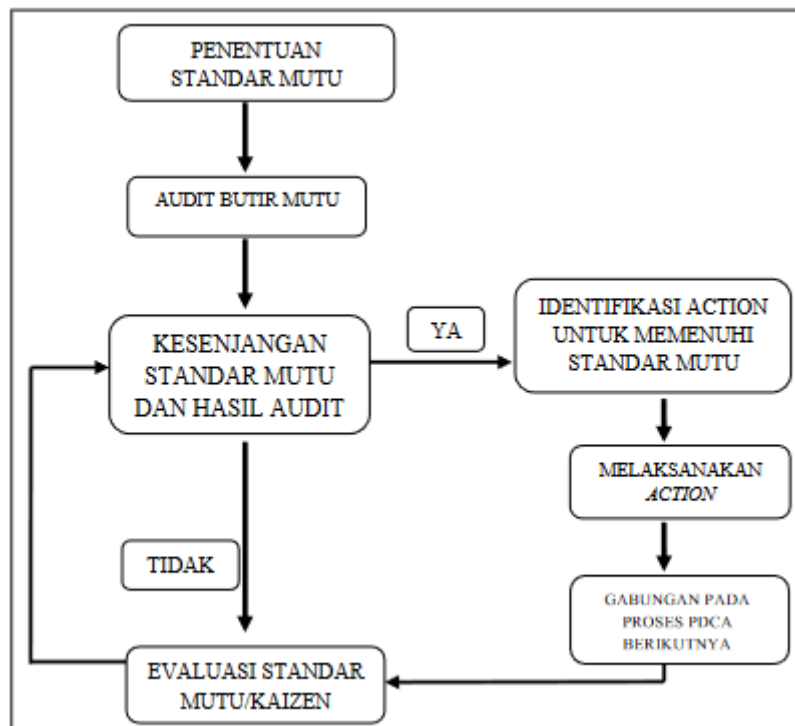 PENENTUAN
STANDAR MUTU
AUDIT BUTIR MUTU
KESENJANGAN
STANDAR MUTU
DAN HASIL AUDIT
YA
IDENTIFIKASI ACTION
UNTUK MEMENUHI
STANDAR MUTU
MELAKSANAKAN
ACTION
TIDAK
GABUNGAN PADA
PROSES PDCA
BERIKUTNYA
EVALUASI STANDAR
MUTU/KAIZEN